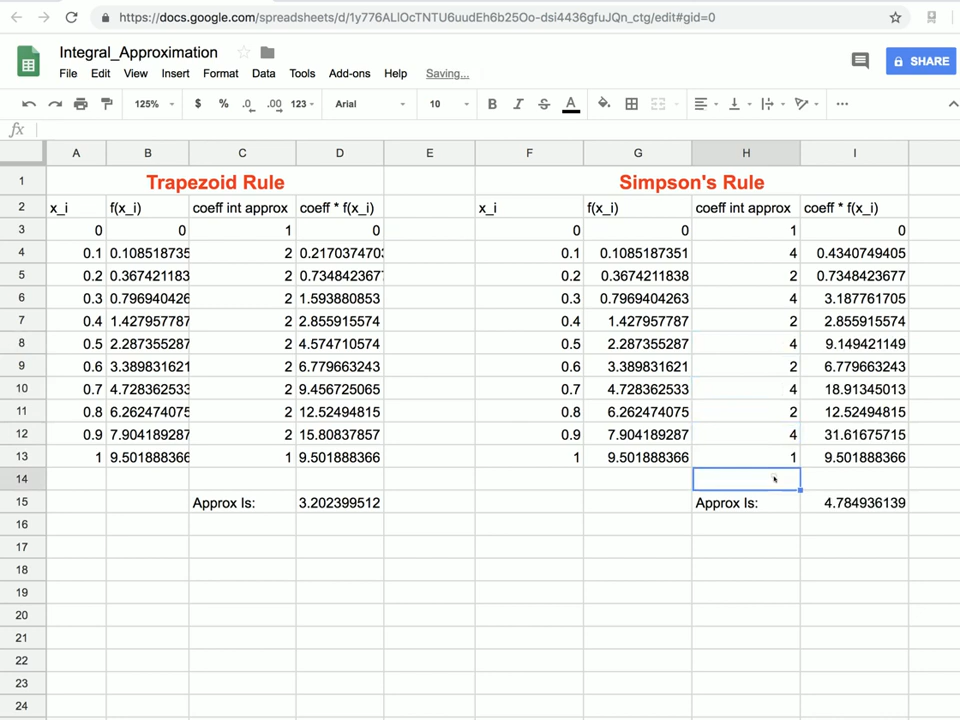 https://docs.google.com/spreadsheets/d/1y776ALlOcTNTU6uudEh6b25Oo-dsi4436gfuJQn_ctg/edit#gid=0
Integral_Approximation
File Edit View Insert Format Data Tools Add-ons Help Saving...
SHARE
125% $ % .0 .00 123 Arial 10 B I S A
fx
A B C D E F G H I
1 Trapezoid Rule Simpson's Rule
2 x_i f(x_i) coeff int approx coeff * f(x_i) x_i f(x_i) coeff int approx coeff * f(x_i)
3 0 0 1 0 0 0 1 0
4 0.1 0.108518735 2 0.2170374703 0.1 0.1085187351 4 0.4340749405
5 0.2 0.367421183 2 0.7348423677 0.2 0.3674211838 2 0.7348423677
6 0.3 0.796940426 2 1.593880853 0.3 0.7969404263 4 3.187761705
7 0.4 1.427957787 2 2.855915574 0.4 1.427957787 2 2.855915574
8 0.5 2.287355287 2 4.574710574 0.5 2.287355287 4 9.149421149
9 0.6 3.389831621 2 6.779663243 0.6 3.389831621 2 6.779663243
10 0.7 4.728362533 2 9.456725065 0.7 4.728362533 4 18.91345013
11 0.8 6.262474075 2 12.52494815 0.8 6.262474075 2 12.52494815
12 0.9 7.904189287 2 15.80837857 0.9 7.904189287 4 31.61675715
13 1 9.501888366 1 9.501888366 1 9.501888366 1 9.501888366
14
15 Approx Is: 3.202399512 Approx Is: 4.784936139
16
17
18
19
20
21
22
23
24